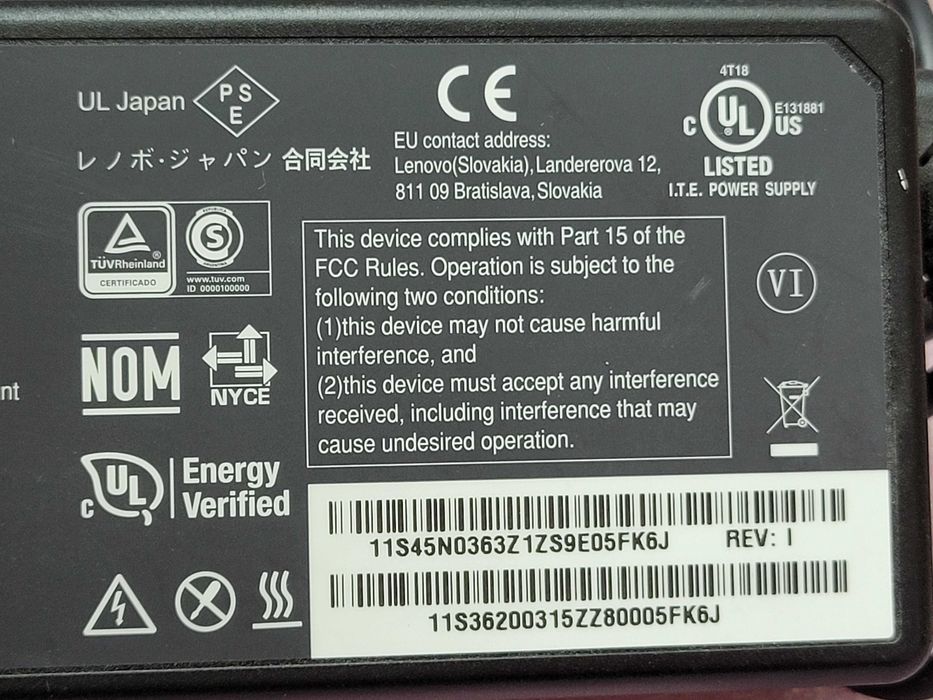 UL Japan
P S
E
レノボ・ジャパン 合同会社
CE
EU contact address:
Lenovo(Slovakia), Landererova 12,
811 09 Bratislava, Slovakia
4T18
C UL US
E131881
LISTED
I.T.E. POWER SUPPLY
TÜVRheinland
CERTIFICADO
S
www.tuv.com
ID 0000100000
This device complies with Part 15 of the
FCC Rules. Operation is subject to the
following two conditions:
(1)this device may not cause harmful
interference, and
(2)this device must accept any interference
received, including interference that may
cause undesired operation.
VI
NOM
NYCE
nt
c UL
Energy
Verified
11S45N0363Z1ZS9E05FK6J REV: I
11S36200315ZZ80005FK6J